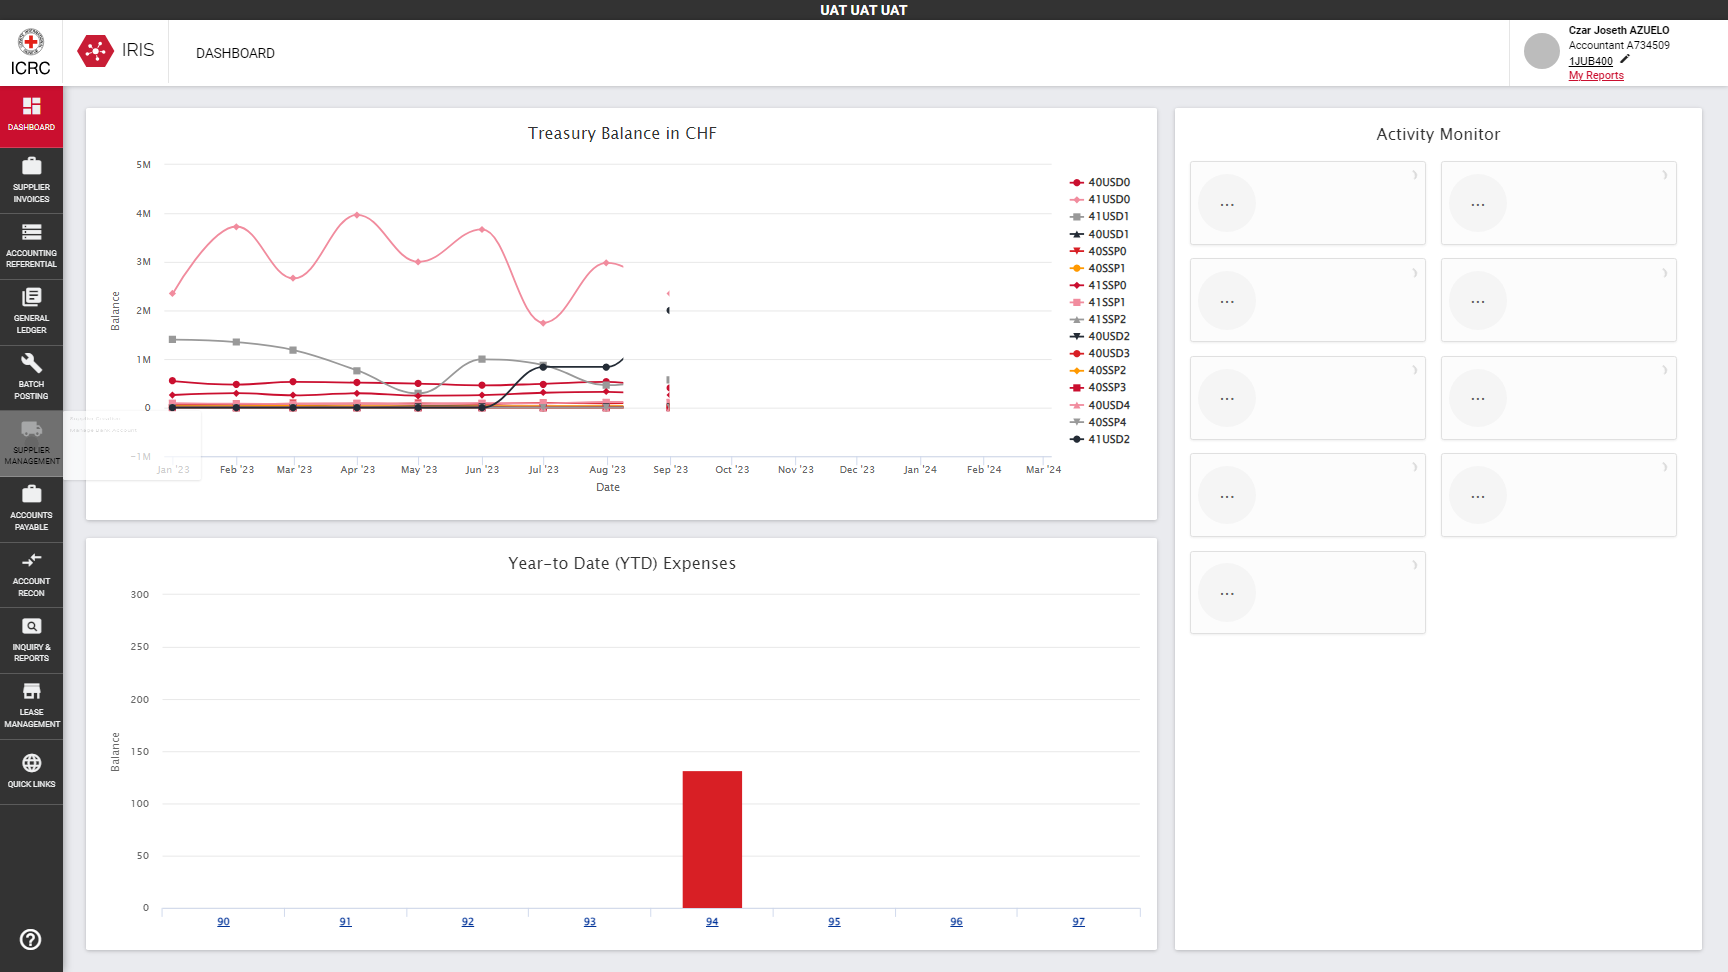 UAT UAT UAT
ICRC
IRIS
DASHBOARD
Czar Joseth AZUELO
Accountant A734509
1JUB400
My Reports
DASHBOARD
SUPPLIER
INVOICES
ACCOUNTING
REFERENTIAL
GENERAL
LEDGER
BATCH
POSTING
SUPPLIER
MANAGEMENT
ACCOUNTS
PAYABLE
ACCOUNT
RECON
INQUIRY &
REPORTS
LEASE
MANAGEMENT
QUICK LINKS
Treasury Balance in CHF
5M
4M
3M
2M
1M
0
-1M
Balance
Jan '23
Feb '23
Mar '23
Apr '23
May '23
Jun '23
Jul '23
Aug '23
Sep '23
Oct '23
Nov '23
Dec '23
Jan '24
Feb '24
Mar '24
Date
40USD0
41USD0
41USD1
40USD1
40SSP0
40SSP1
41SSP0
41SSP1
41SSP2
40USD2
40USD3
40SSP2
40SSP3
40USD4
40SSP4
41USD2
Year-to Date (YTD) Expenses
300
250
200
150
100
50
0
Balance
90
91
92
93
94
95
96
97
Activity Monitor
...
...
...
...
...
...
...
...
...